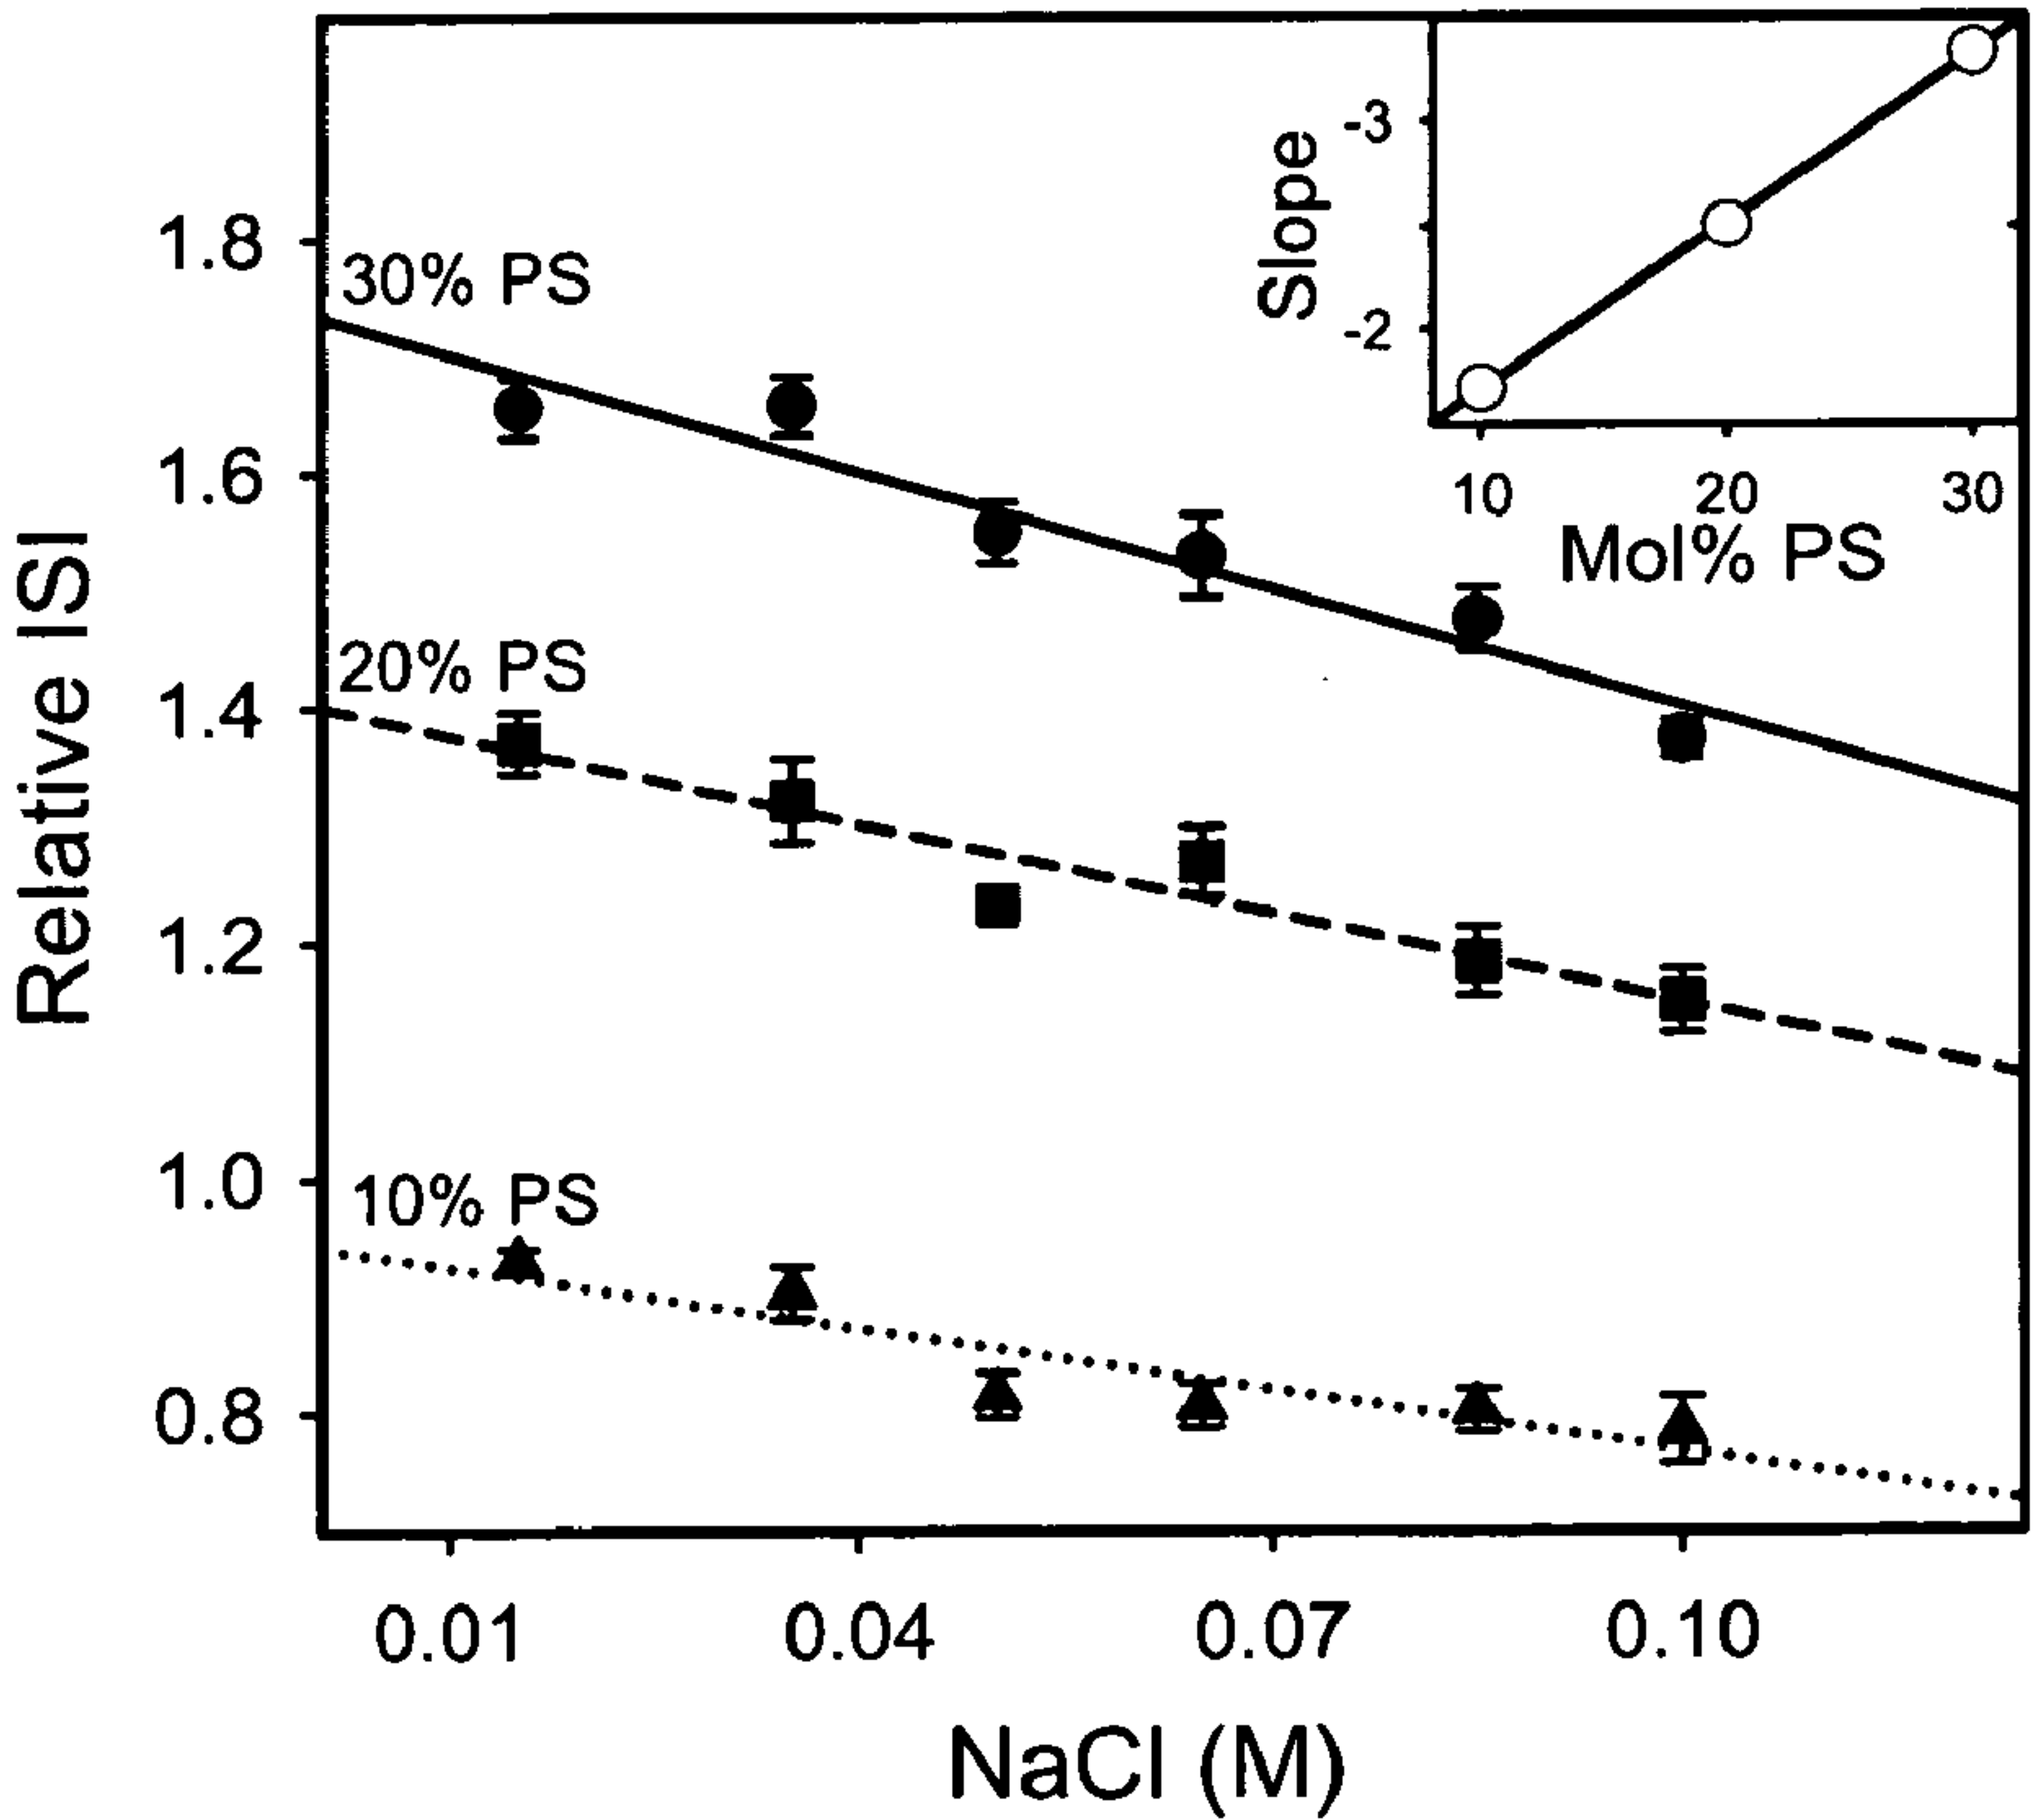 Relative ISI
1.8
1.6
1.4
1.2
1.0
0.8
30% PS
20% PS
10% PS
0.01 0.04 0.07 0.10
NaCl (M)
Slope
-3
-2
10 20 30
Mol% PS